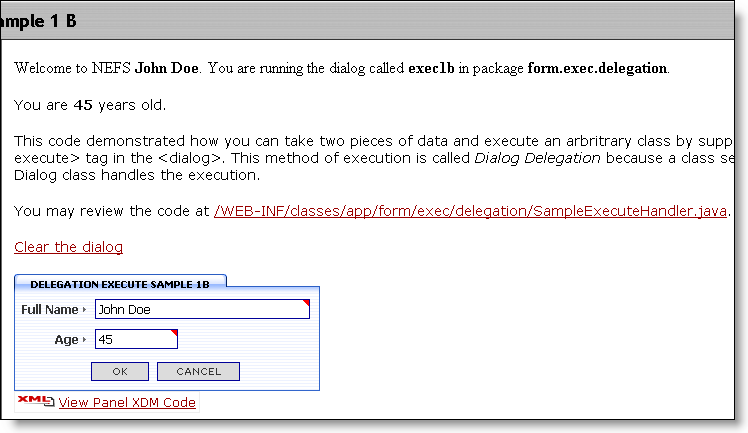 ample 1 B
Welcome to NEFS John Doe. You are running the dialog called exec1b in package form.exec.delegation.
You are 45 years old.
This code demonstrated how you can take two pieces of data and execute an arbritrary class by supp
execute> tag in the <dialog>. This method of execution is called Dialog Delegation because a class se
Dialog class handles the execution.
You may review the code at /WEB-INF/classes/app/form/exec/delegation/SampleExecuteHandler.java.
Clear the dialog
DELEGATION EXECUTE SAMPLE 1B
Full Name John Doe
Age 45
OK CANCEL
XML View Panel XDM Code